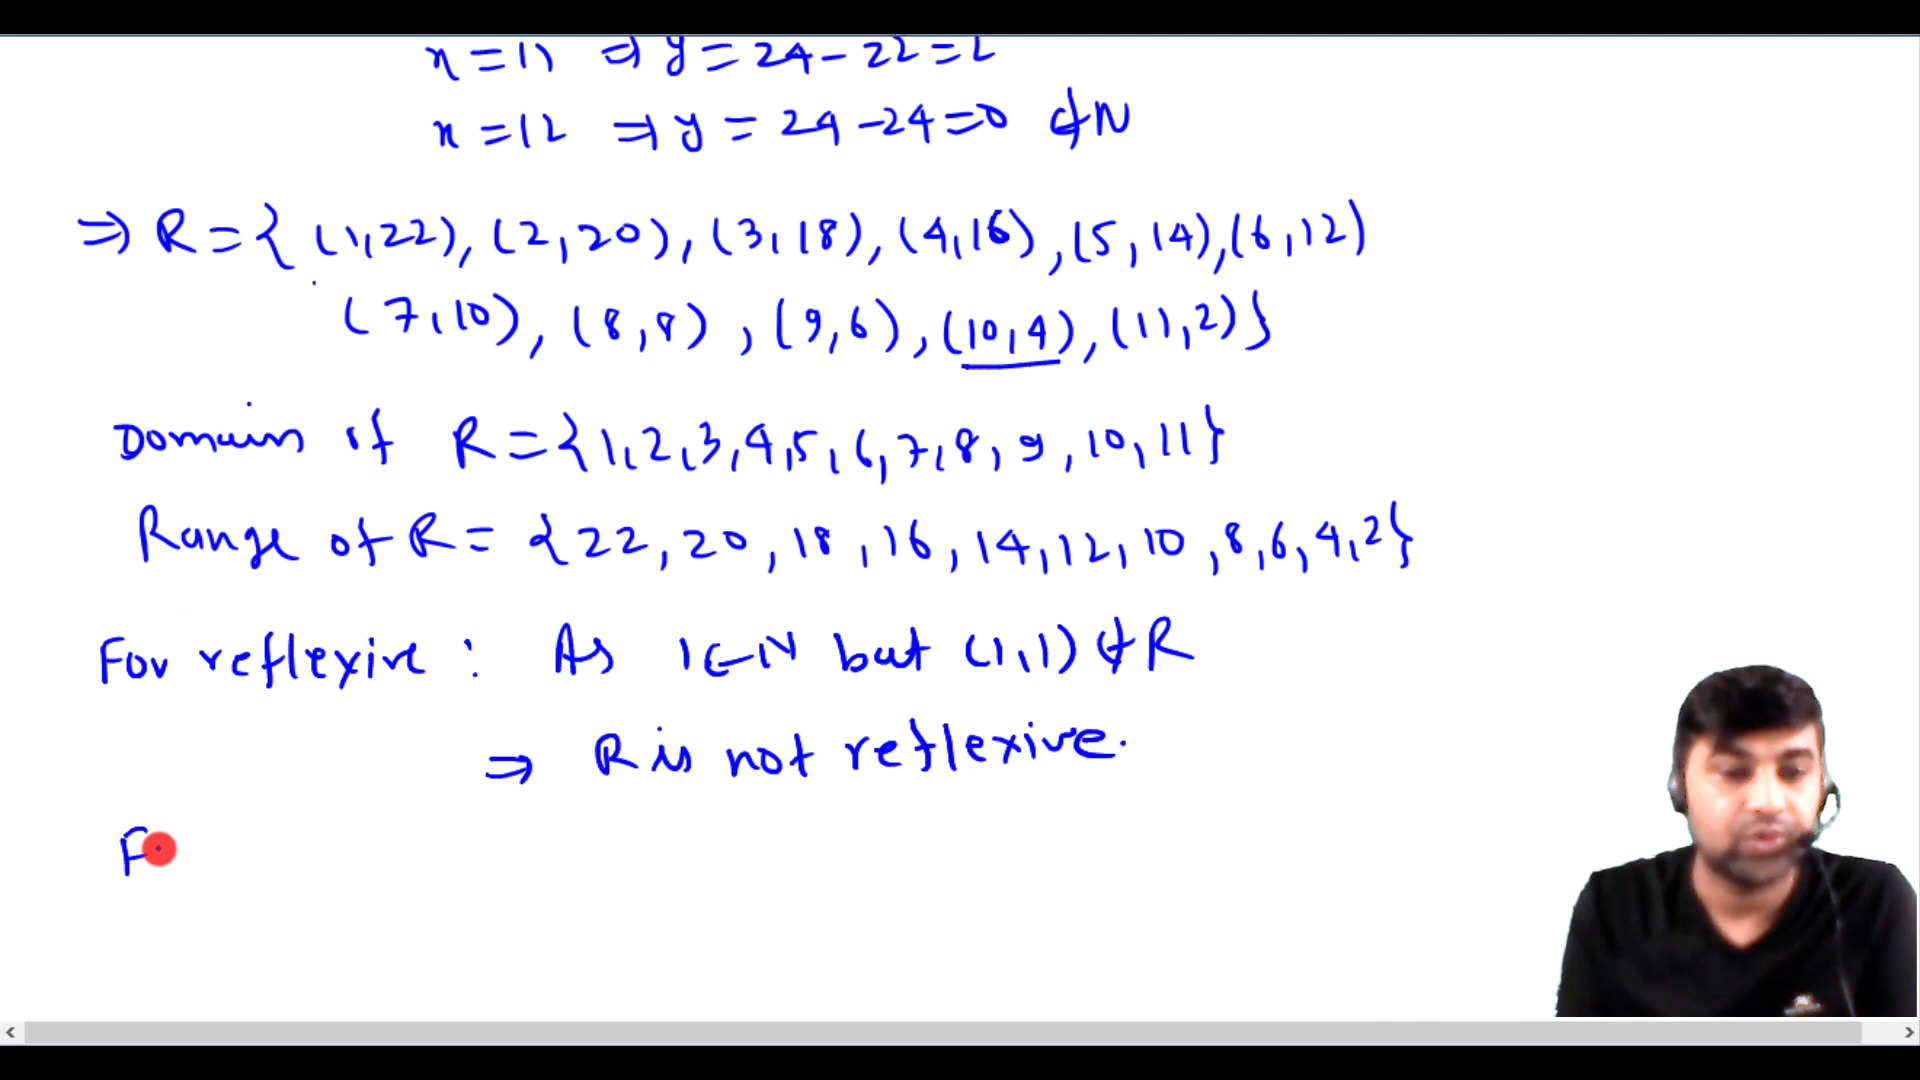 x = 11 ⇒ y = 24 - 22 = 2
x = 12 ⇒ y = 24 - 24 = 0 ∉ N
⇒ R = { (1,22), (2,20), (3,18), (4,16), (5,14), (6,12)
(7,10), (8,8), (9,6), (10,4), (11,2) }
Domain of R = {1,2,3,4,5,6,7,8,9,10,11}
Range of R = {22,20,18,16,14,12,10,8,6,4,2}
For reflexive : As 1 ∈ N but (1,1) ∉ R
⇒ R is not reflexive.
F